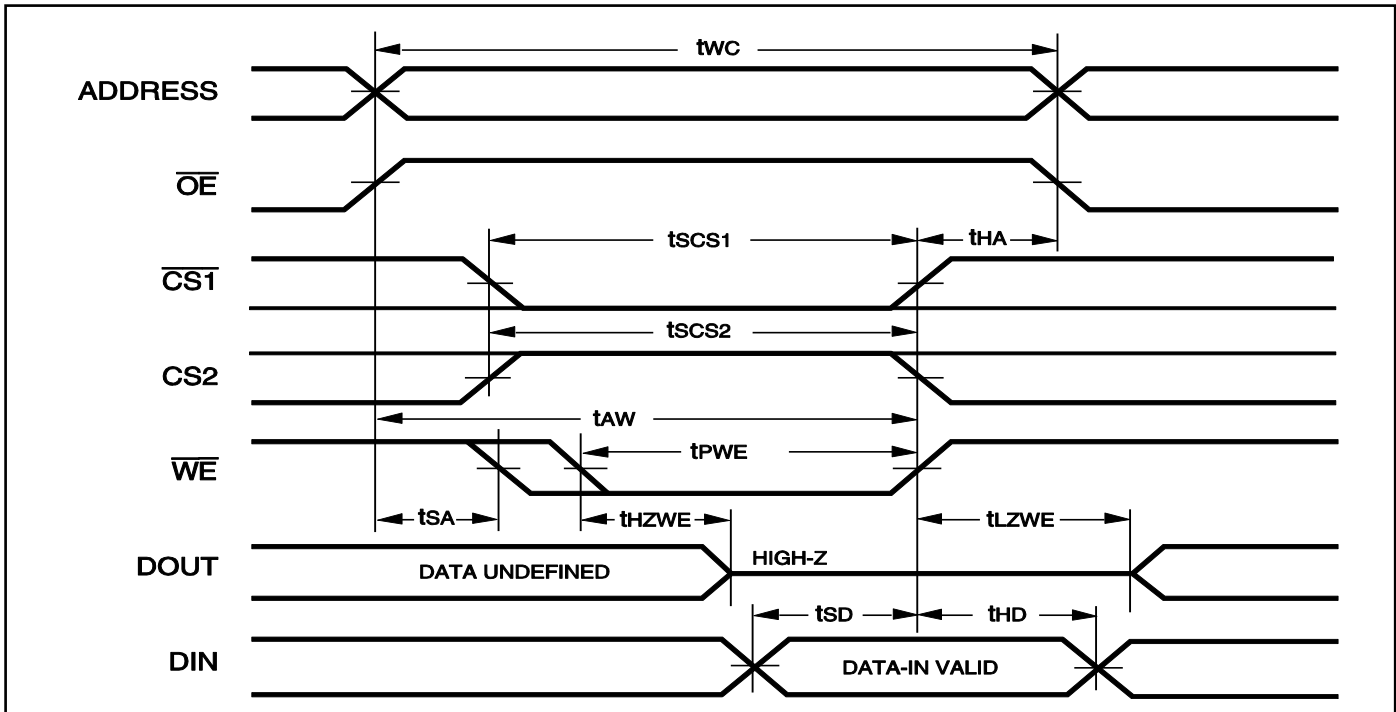 tWC
ADDRESS
OE
tSCS1
tHA
CS1
tSCS2
CS2
tAW
WE
tPWE
tSA
tHZWE
tLZWE
DOUT
DATA UNDEFINED
HIGH-Z
tSD
tHD
DIN
DATA-IN VALID